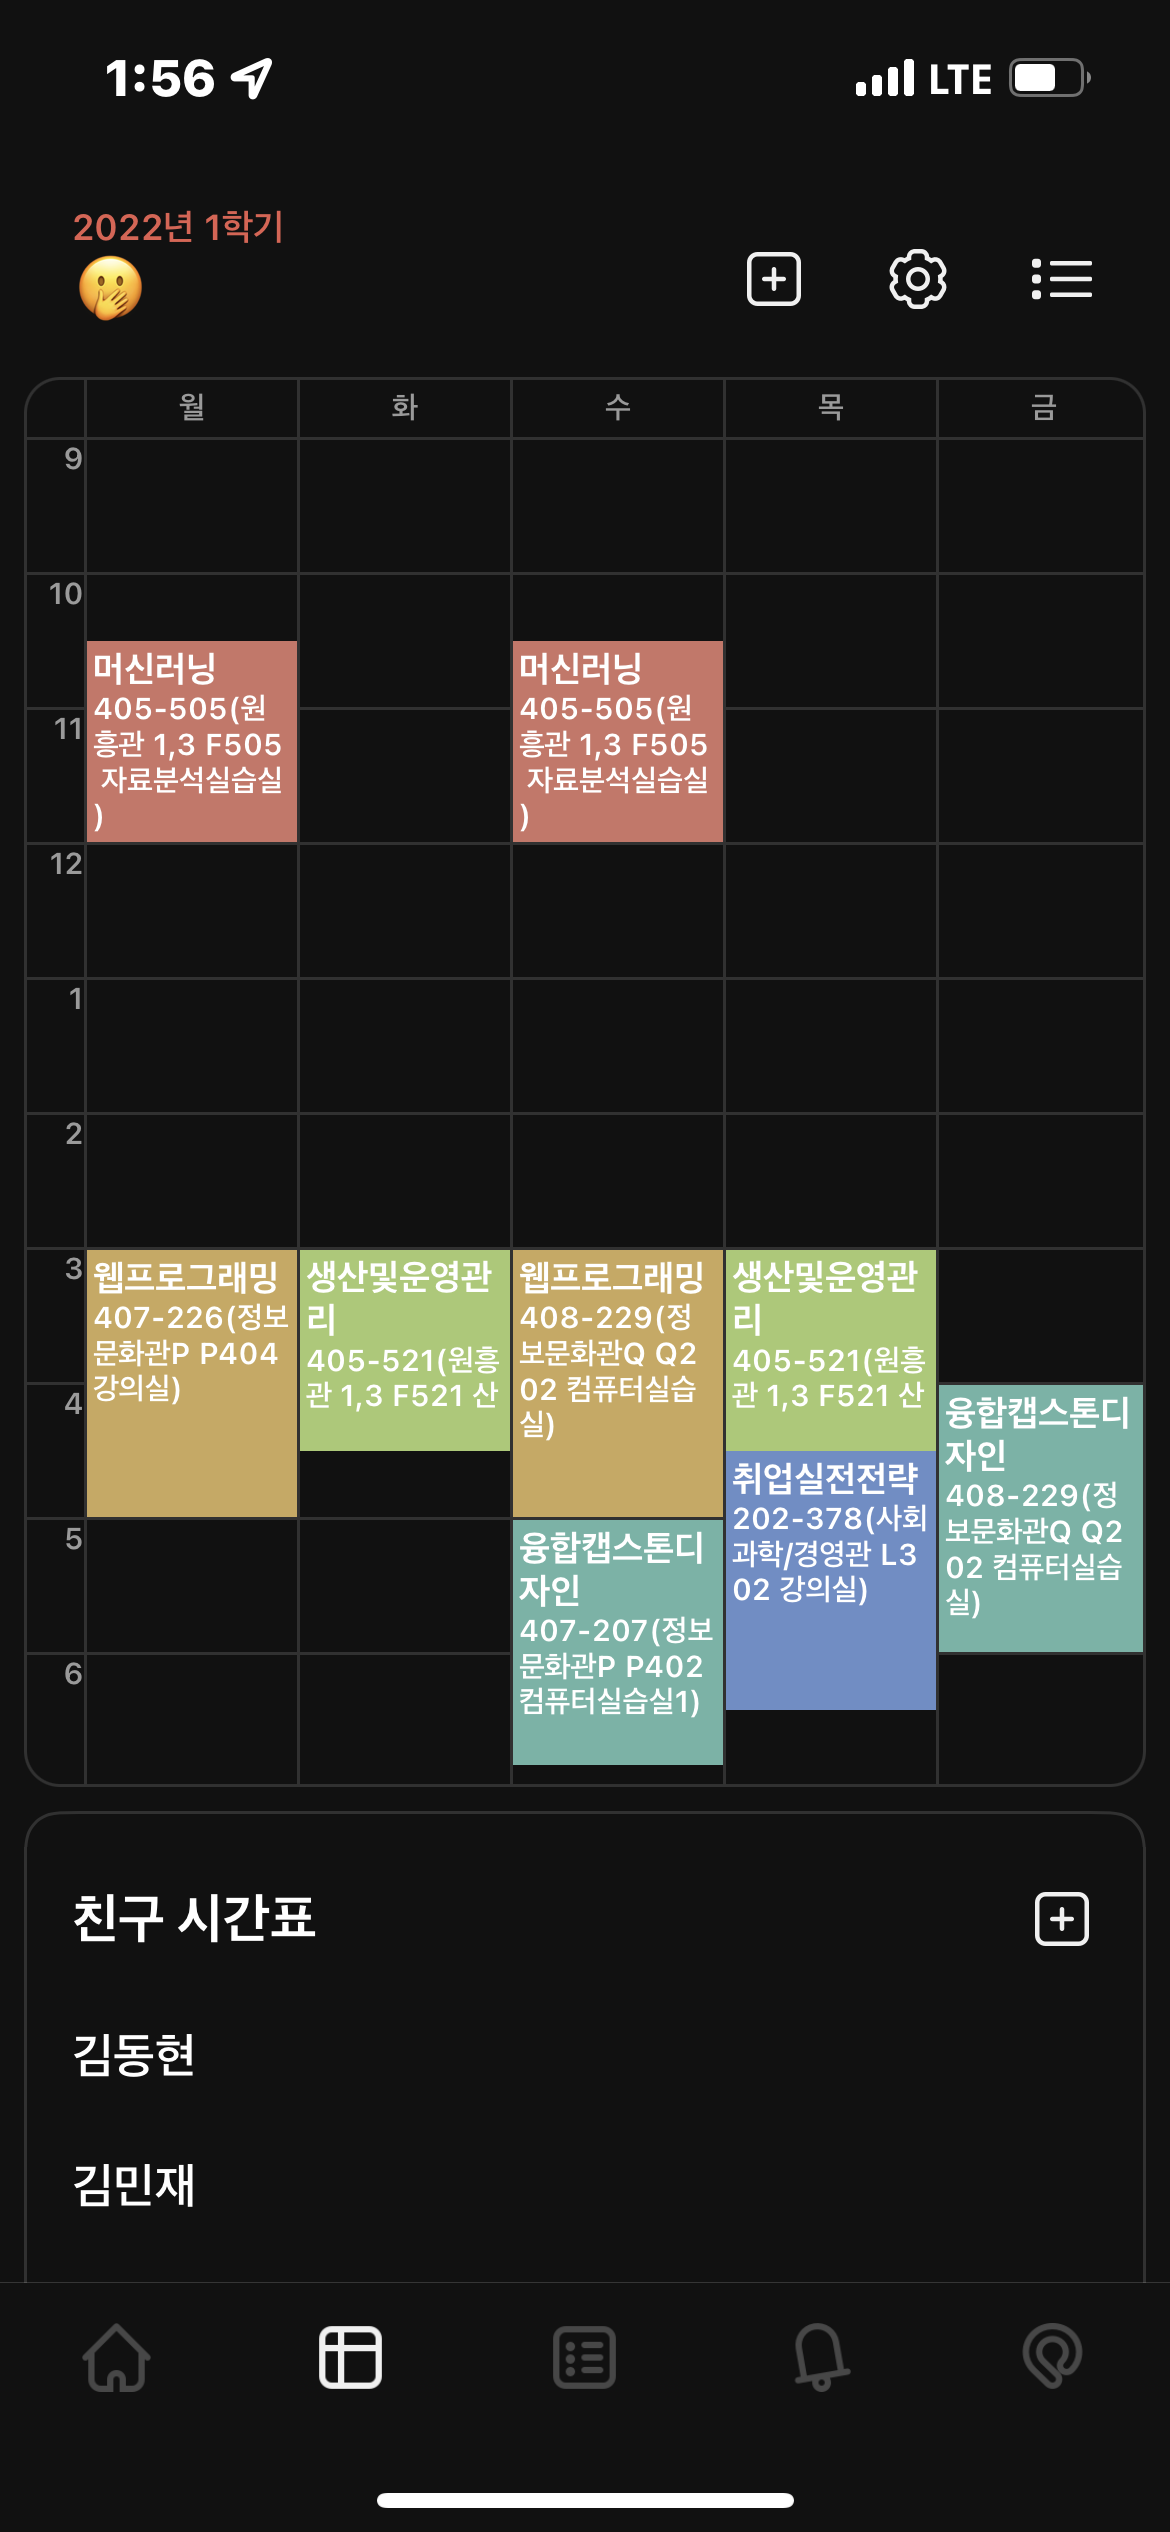 1:56 LTE
2022년 1학기
월 화 수 목 금
9
10
11
12
1
2
3
4
5
6
머신러닝
405-505(원
흥관 1,3 F505
자료분석실습실
)
웹프로그래밍
407-226(정보
문화관P P404
강의실)
생산및운영관
리
405-521(원흥
관 1,3 F521 산
머신러닝
405-505(원
흥관 1,3 F505
자료분석실습실
)
웹프로그래밍
408-229(정
보문화관Q Q2
02 컴퓨터실습
실)
융합캡스톤디
자인
407-207(정보
문화관P P402
컴퓨터실습실1)
생산및운영관
리
405-521(원흥
관 1,3 F521 산
취업실전전략
202-378(사회
과학/경영관 L3
02 강의실)
융합캡스톤디
자인
408-229(정
보문화관Q Q2
02 컴퓨터실습
실)
친구 시간표
김동현
김민재